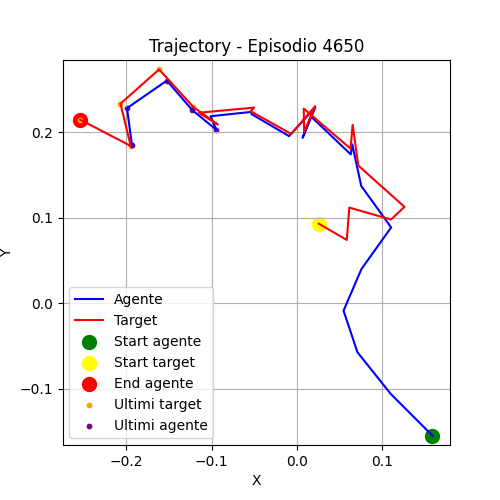 Trajectory - Episodio 4650
Y
0.2
0.1
0.0
−0.1
Agente
Target
Start agente
Start target
End agente
Ultimi target
Ultimi agente
−0.2
−0.1
0.0
0.1
X